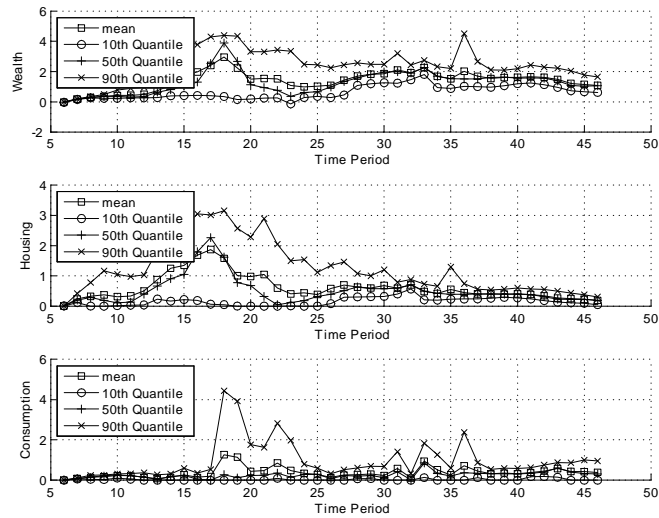 6
4
2
0
-2
Wealth
mean
10th Quantile
50th Quantile
90th Quantile
5 10 15 20 25 30 35 40 45 50
Time Period
4
3
2
1
0
Housing
mean
10th Quantile
50th Quantile
90th Quantile
5 10 15 20 25 30 35 40 45 50
Time Period
6
4
2
0
Consumption
mean
10th Quantile
50th Quantile
90th Quantile
5 10 15 20 25 30 35 40 45 50
Time Period